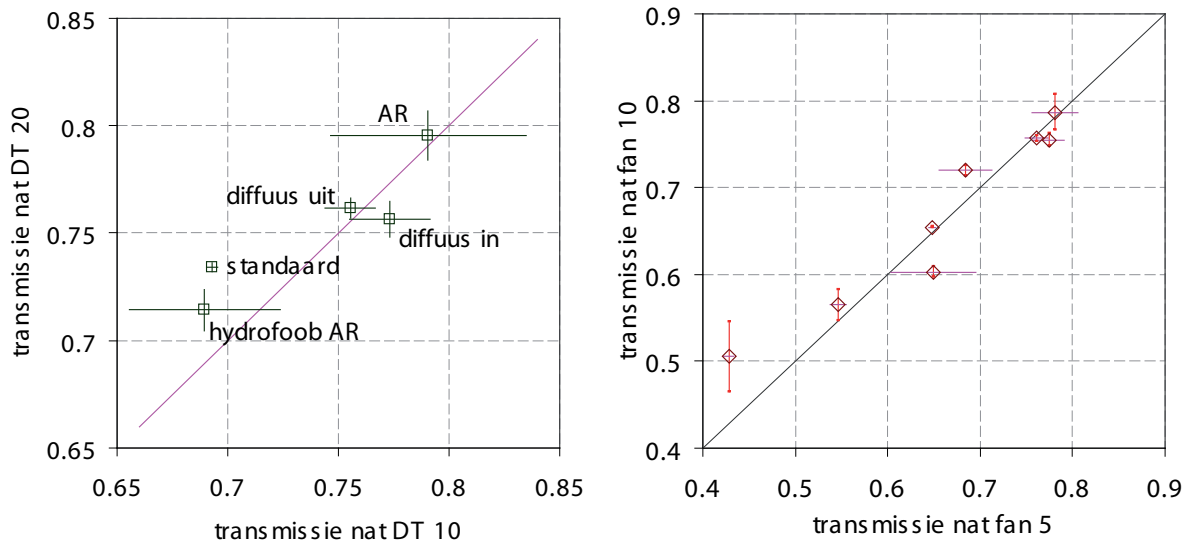 0.85
0.8
0.75
0.7
0.65
transmissie nat DT 20
AR
diffuus uit
diffuus in
standaard
hydrofoob AR
0.65 0.7 0.75 0.8 0.85
transmissie nat DT 10
0.9
0.8
0.7
0.6
0.5
0.4
transmissie nat fan 10
0.4 0.5 0.6 0.7 0.8 0.9
transmissie nat fan 5